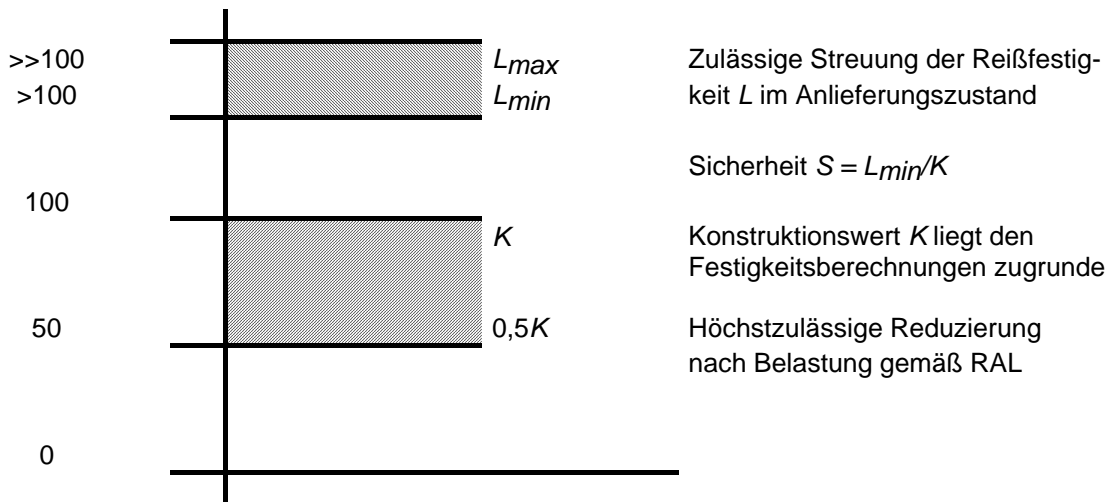 >>100
Lmax
Zulässige Streuung der Reißfestig-
>100
Lmin
keit L im Anlieferungszustand
Sicherheit S = Lmin/K
100
K
Konstruktionswert K liegt den
Festigkeitsberechnungen zugrunde
50
0,5K
Höchstzulässige Reduzierung
nach Belastung gemäß RAL
0